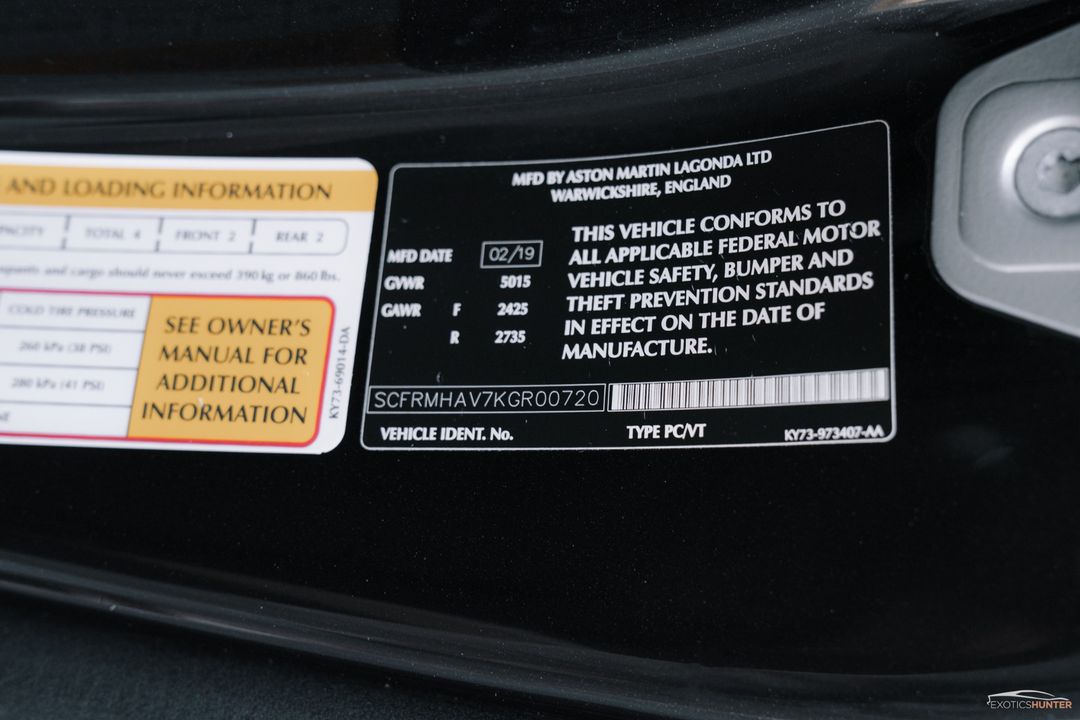 AND LOADING INFORMATION
TOTAL 4 FRONT 2 REAR 2
and cargo should never exceed 390 kg or 860 lbs.
COLD TIRE PRESSURE
260 kPa (38 PSI)
280 kPa (41 PSI)
SEE OWNER'S
MANUAL FOR
ADDITIONAL
INFORMATION
KY73-69014-DA
MFD BY ASTON MARTIN LAGONDA LTD
WARWICKSHIRE, ENGLAND
MFD DATE 02/19
GVWR 5015
GAWR F 2425
R 2735
THIS VEHICLE CONFORMS TO
ALL APPLICABLE FEDERAL MOTOR
VEHICLE SAFETY, BUMPER AND
THEFT PREVENTION STANDARDS
IN EFFECT ON THE DATE OF
MANUFACTURE.
SCFRMHAV7KGR00720
VEHICLE IDENT. No. TYPE PC/VT KY73-973407-AA
EXOTICSHUNTER